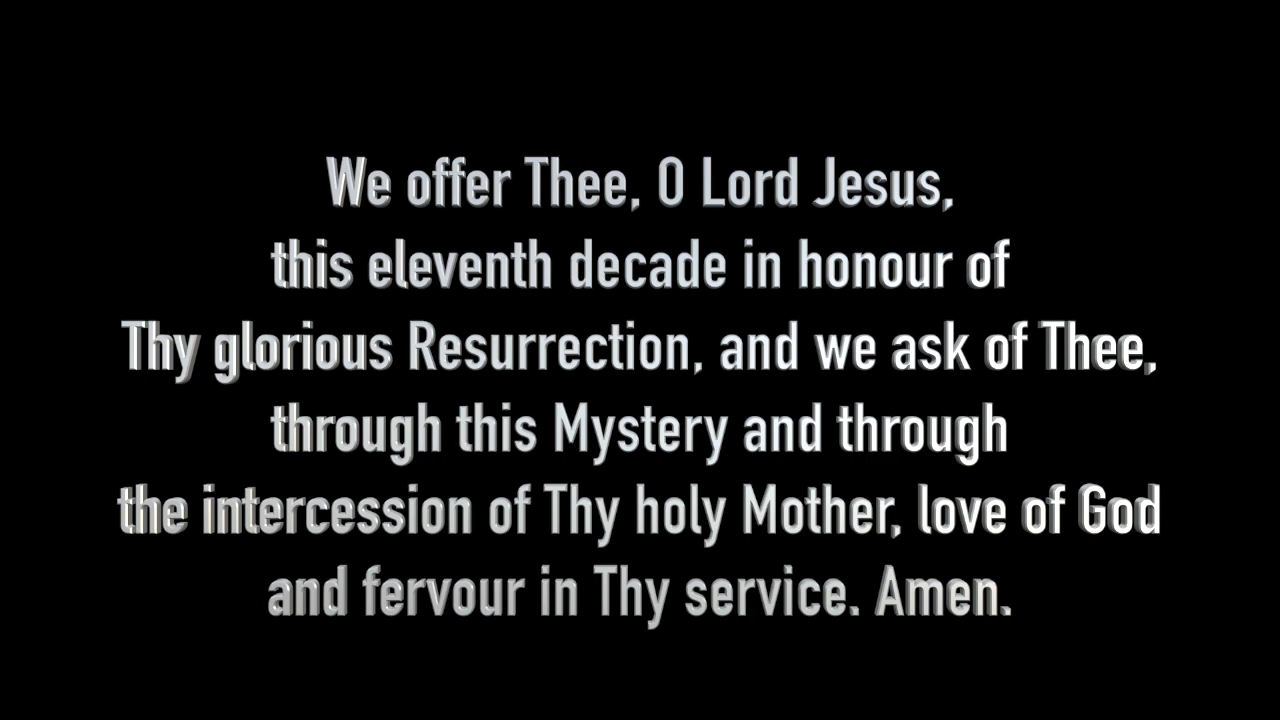 We offer Thee, O Lord Jesus,
this eleventh decade in honour of
Thy glorious Resurrection, and we ask of Thee,
through this Mystery and through
the intercession of Thy holy Mother, love of God
and fervour in Thy service. Amen.